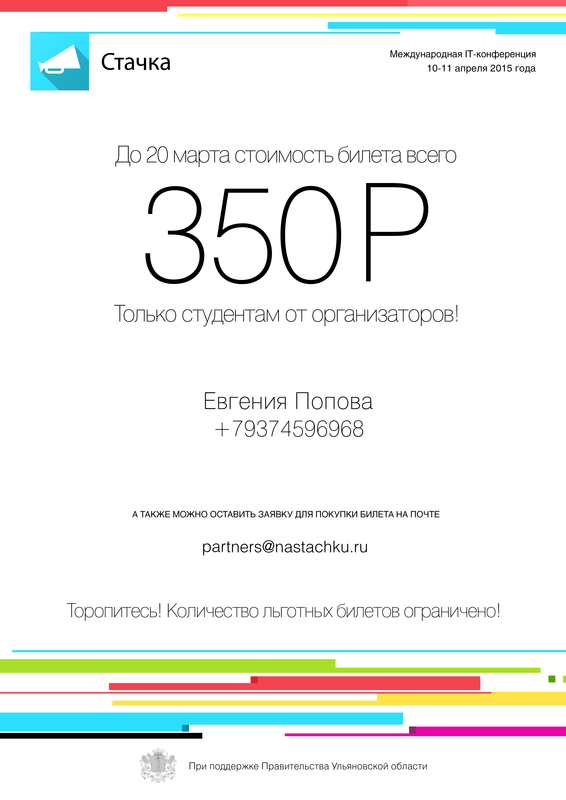 Стачка
Международная IT-конференция
10-11 апреля 2015 года
До 20 марта стоимость билета всего
350 Р
Только студентам от организаторов!
Евгения Попова
+79374596968
А ТАКЖЕ МОЖНО ОСТАВИТЬ ЗАЯВКУ ДЛЯ ПОКУПКИ БИЛЕТА НА ПОЧТЕ
partners@nastachku.ru
Торопитесь! Количество льготных билетов ограничено!
При поддержке Правительства Ульяновской области